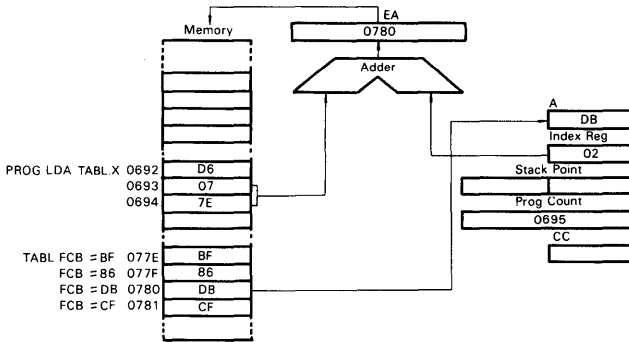 EA
Memory
0780
Adder
A
DB
Index Reg
02
PROG LDA TABL.X 0692 D6
0693 07
0694 7E
Stack Point
Prog Count
0695
CC
TABL FCB = BF 077E BF
FCB = 86 077F 86
FCB = DB 0780 DB
FCB = CF 0781 CF